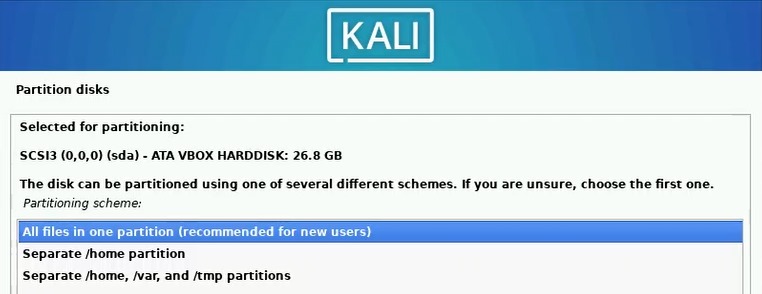 KALI
Partition disks
Selected for partitioning:
SCSI3 (0,0,0) (sda) - ATA VBOX HARDDISK: 26.8 GB
The disk can be partitioned using one of several different schemes. If you are unsure, choose the first one.
Partitioning scheme:
All files in one partition (recommended for new users)
Separate /home partition
Separate /home, /var, and /tmp partitions